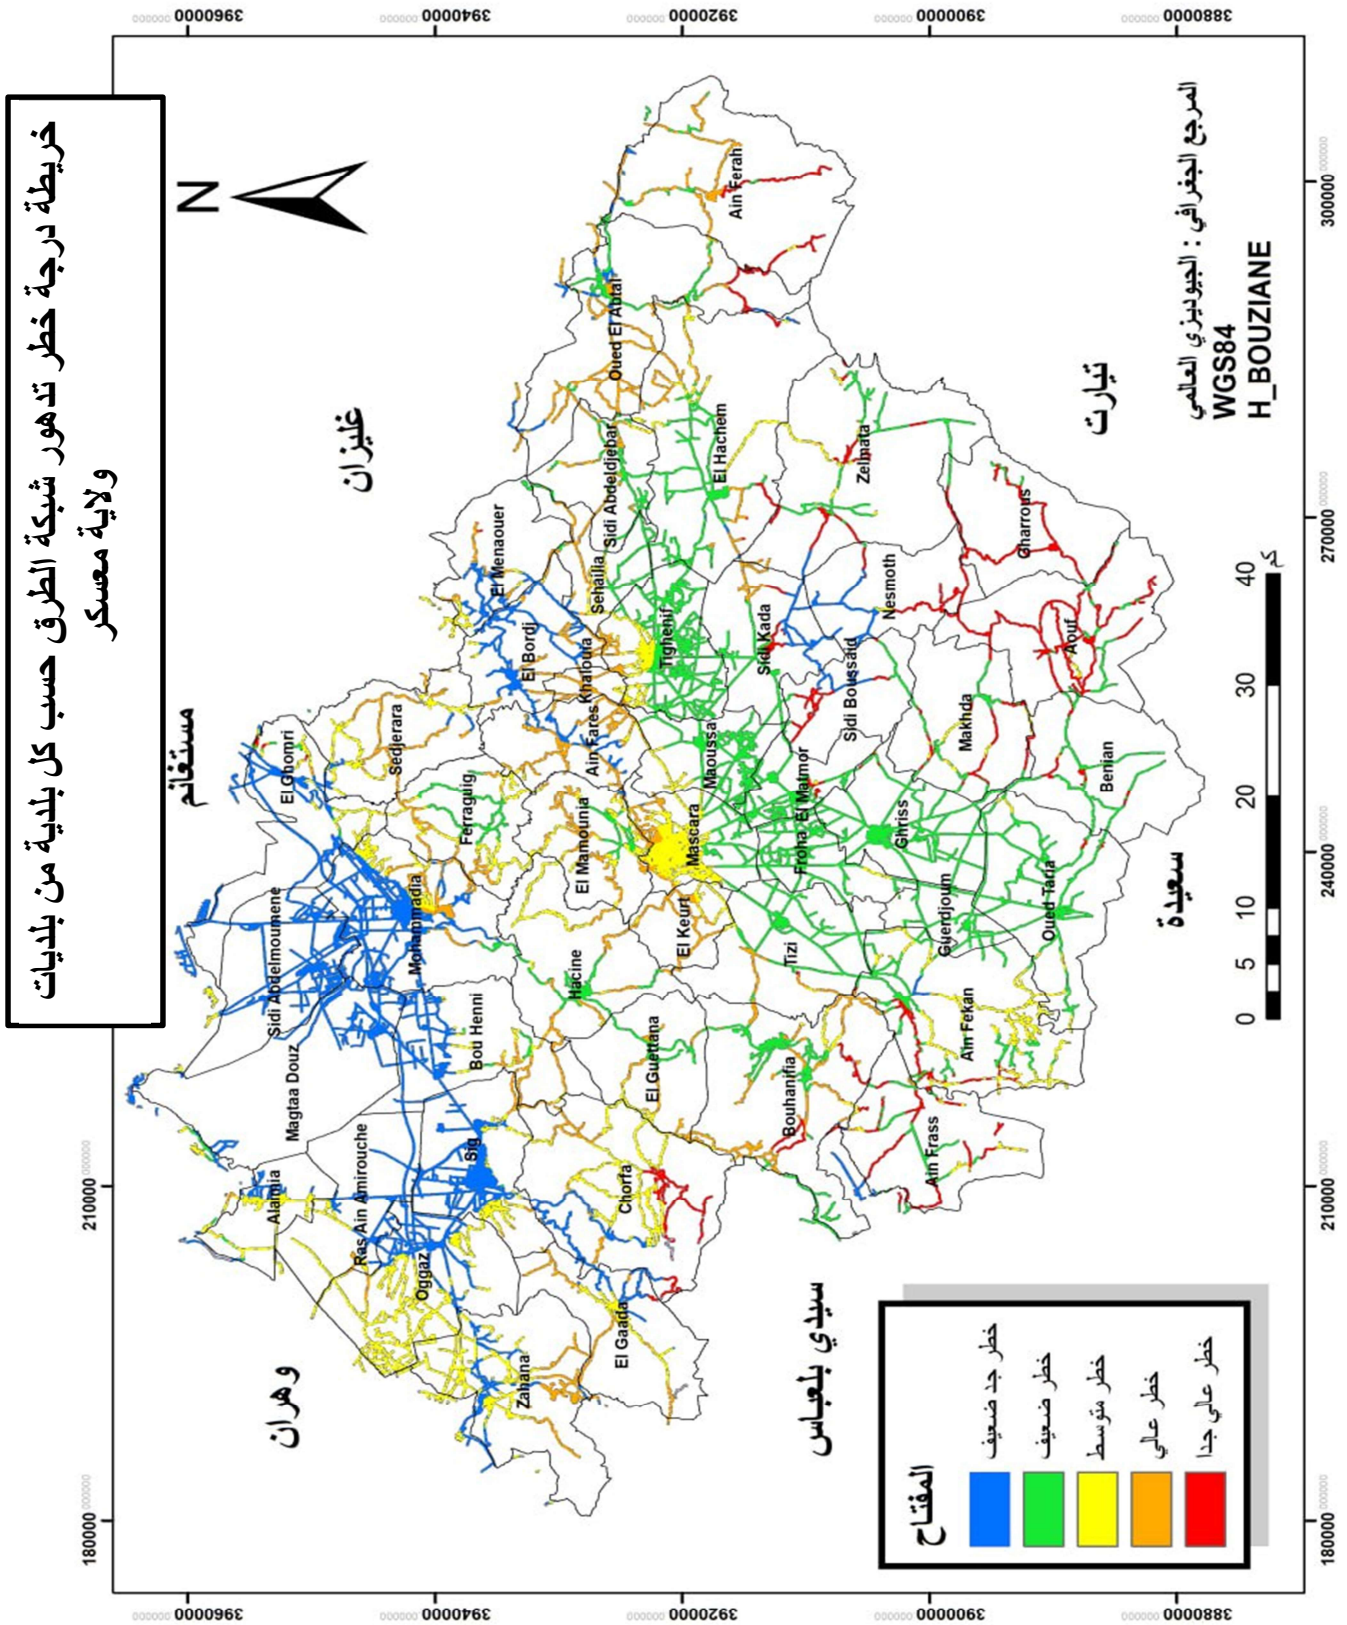 خريطة درجة خطر تدهور شبكة الطرق حسب كل بلدية من بلديات
ولاية معسكر
N
180000
210000
240000
270000
300000
3960000
3940000
3920000
3900000
3880000
مستغانم
غليزان
وهران
تيارت
سعيدة
سيدي بلعباس
Alaimia
Magtaa Douz
Sidi Abdelmoumene
El Ghomri
Ras Ain Amirouche
Oggaz
Sig
Bou Henni
Mohammadia
Ferraguig
Sedjerara
El Bordj
El Menaouer
Zahana
El Gaada
Chorfa
El Guettana
Hacine
El Mamounia
Ain Fares
Khalouia
Sehailia
Sidi Abdeldjebar
Oued El Abtal
El Keurt
Mascara
Maoussa
Tighenif
El Hachem
Ain Ferah
Bouhanifia
Tizi
Froha
El Matmor
Sidi Kada
Sidi Boussaid
Nesmoth
Zelmata
Ain Frass
Ain Fekan
Guerdjoum
Ghriss
Makhda
Gharrous
Oued Taria
Benian
Aouf
المفتاح
خطر جد ضعيف
خطر ضعيف
خطر متوسط
خطر عالي
خطر عالي جدا
0 5 10 20 30 40
كم
المرجع الجغرافي : الجيوديزي العالمي
WGS84
H_BOUZIANE